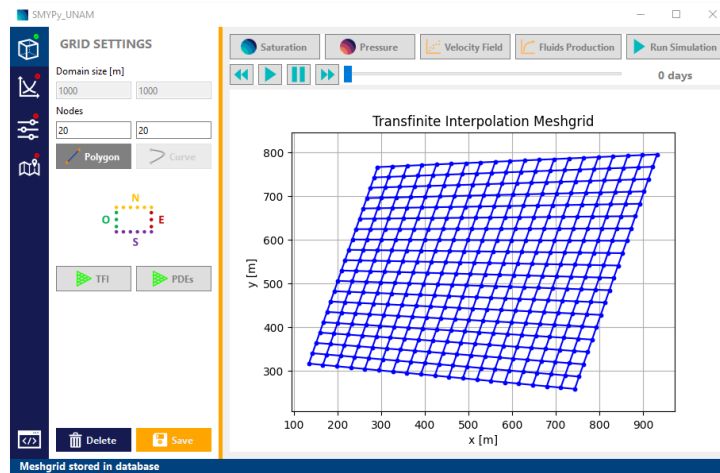 SMYPy_UNAM
GRID SETTINGS
Domain size [m]
1000 1000
Nodes
20 20
Polygon Curve
N
O E
S
TFI PDEs
Delete Save
Saturation Pressure Velocity Field Fluids Production Run Simulation
0 days
Transfinite Interpolation Meshgrid
800
700
600
500
400
300
y [m]
100 200 300 400 500 600 700 800 900
x [m]
Meshgrid stored in database